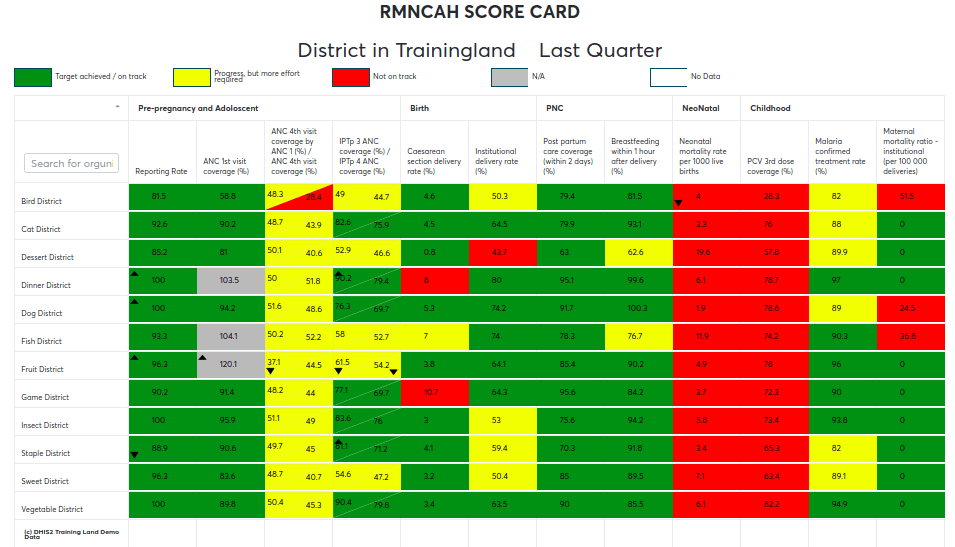 RMNCAH SCORE CARD
District in Trainingland Last Quarter
Target achieved / on track
Progress, but more effort
required
Not on track
N/A
No Data
Pre-pregnancy and Adoloscent
Birth
PNC
NeoNatal
Childhood
Search for organi
Reporting Rate
ANC 1st visit
coverage (%)
ANC 4th visit
coverage by
ANC 1 (%) /
ANC 4th visit
coverage (%)
IPTp 3 ANC
coverage (%) /
IPTp 4 ANC
coverage (%)
Caesarean
section delivery
rate (%)
Institutional
delivery rate
(%)
Post partum
care coverage
(within 2 days)
(%)
Breastfeeding
within 1 hour
after delivery
(%)
Neonatal
mortality rate
per 1000 live
births
PCV 3rd dose
coverage (%)
Malaria
confirmed
treatment rate
(%)
Maternal
mortality ratio -
institutional
(per 100 000
deliveries)
Bird District 81.5 58.8 48.3 28.4 49 44.7 4.6 50.3 79.4 81.5 4 28.3 82 51.5
Cat District 92.6 90.2 48.7 43.9 82.6 75.9 4.5 64.5 79.9 93.1 3.3 76 88 0
Dessert District 85.2 81 50.1 40.6 52.9 46.6 0.8 43.7 63 62.6 19.6 57.8 89.9 0
Dinner District 100 103.5 50 51.8 90.2 79.4 8 80 95.1 99.6 6.1 78.7 97 0
Dog District 100 94.2 51.6 48.6 76.3 69.7 5.3 74.2 91.7 100.3 1.9 78.6 89 24.5
Fish District 93.3 104.1 50.2 52.2 58 52.7 7 74 78.3 76.7 11.9 74.2 90.3 36.8
Fruit District 96.3 120.1 37.1 44.5 61.5 54.2 3.8 64.1 85.4 90.2 4.9 78 96 0
Game District 90.2 91.4 48.2 44 77.1 69.7 10.7 64.3 95.6 84.2 3.7 72.3 90 0
Insect District 100 95.9 51.1 49 83.6 76 3 53 75.6 94.2 5.8 73.4 93.8 0
Staple District 88.9 90.6 49.7 45 81.1 71.2 4.1 59.4 70.3 91.8 3.4 65.3 82 0
Sweet District 96.3 83.6 48.7 40.7 54.6 47.2 3.2 50.4 85 89.5 7.1 63.4 89.1 0
Vegetable District 100 89.8 50.4 45.3 90.4 79.8 3.4 63.5 90 85.5 6.1 62.2 94.9 0
(c) DHIS2 Training Land Demo
Data